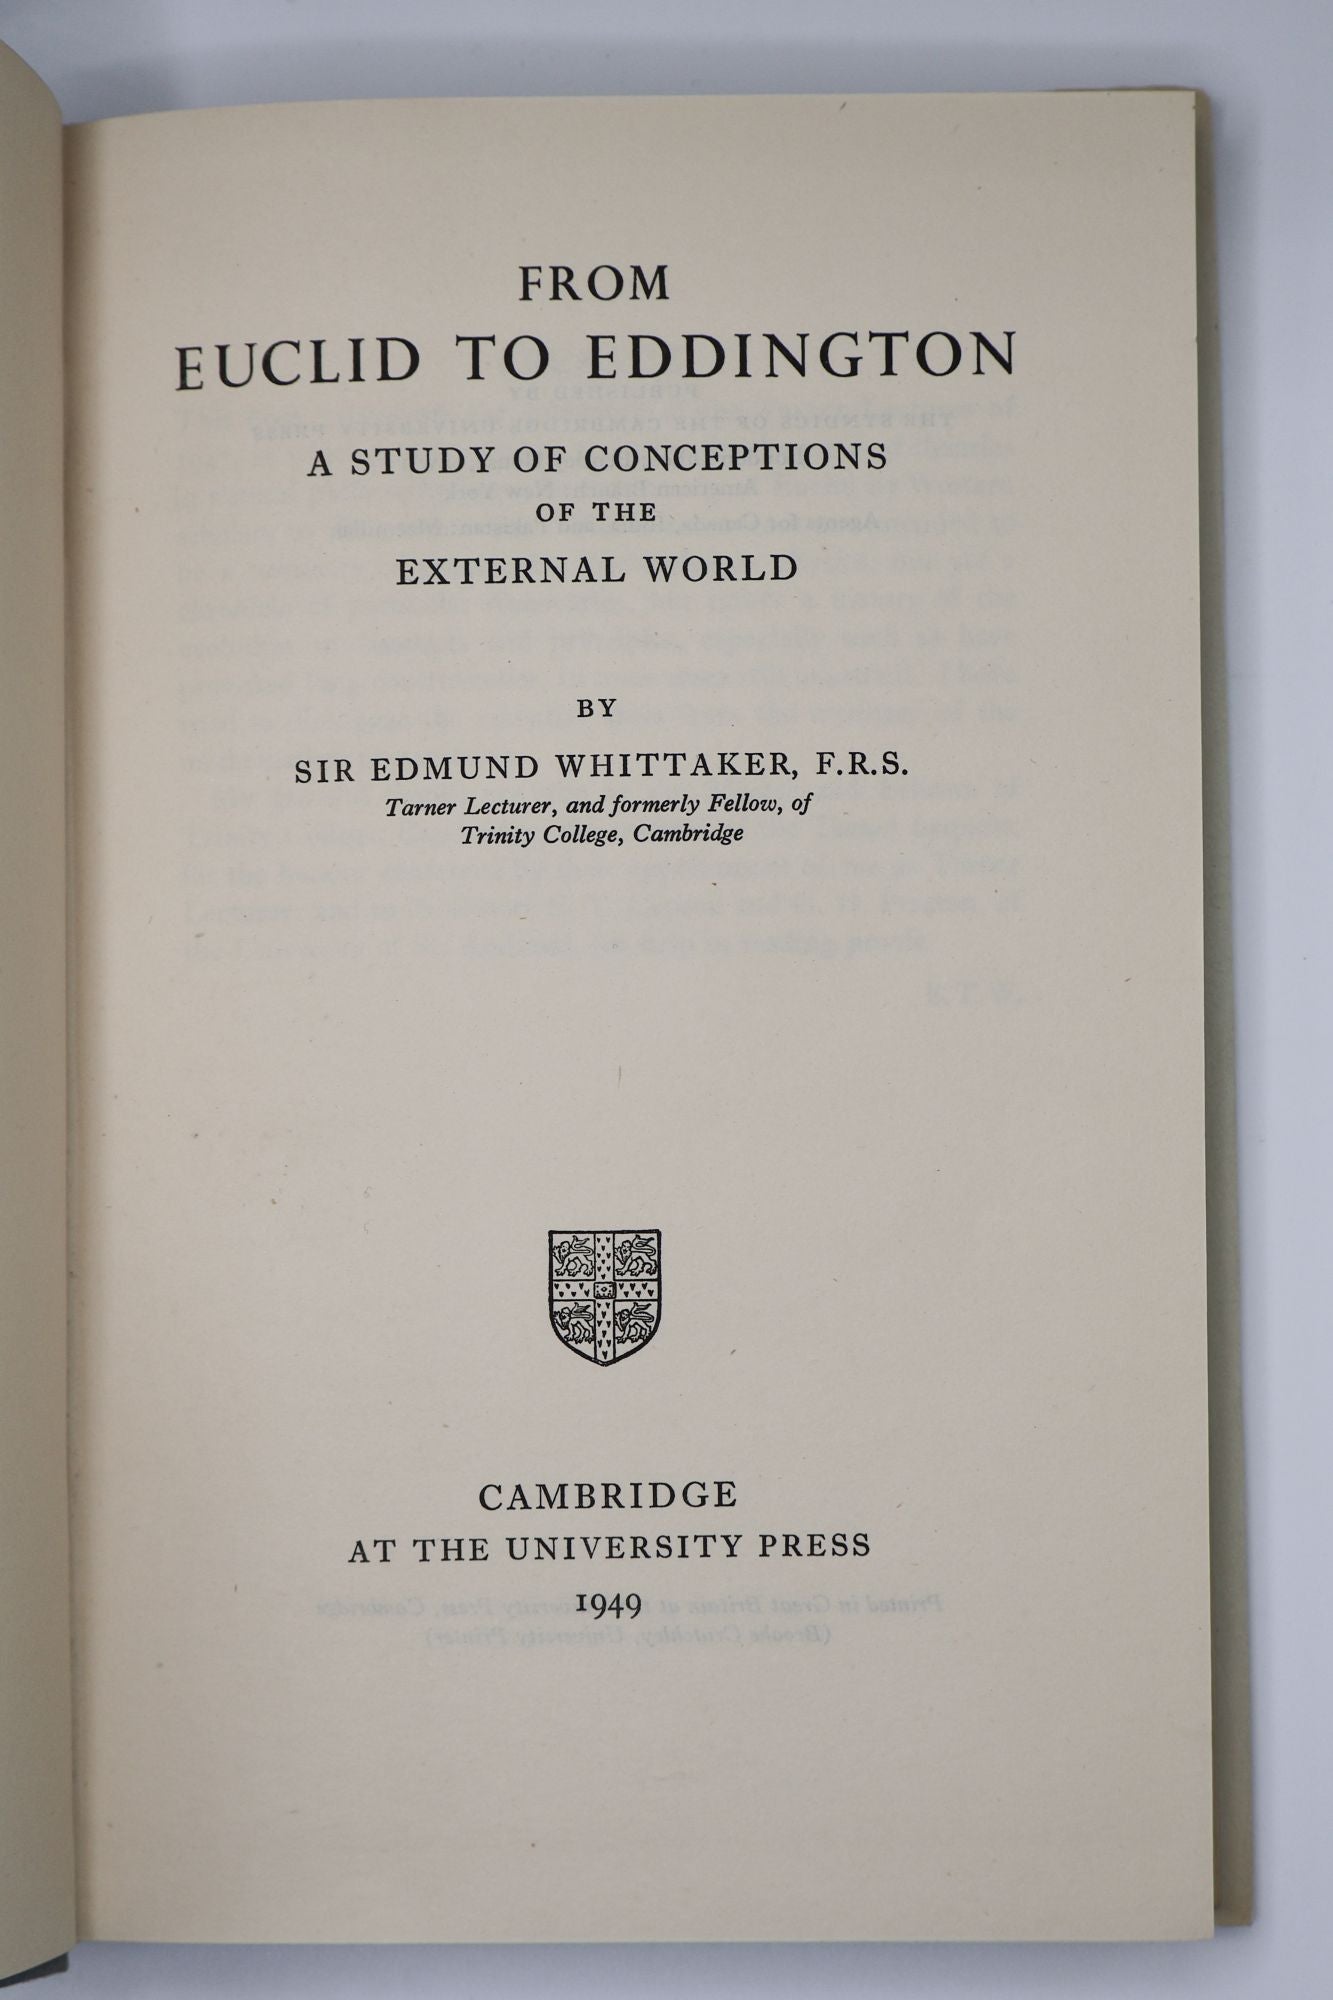 FROM
EUCLID TO EDDINGTON
A STUDY OF CONCEPTIONS
OF THE
EXTERNAL WORLD
BY
SIR EDMUND WHITTAKER, F.R.S.
Tarner Lecturer, and formerly Fellow, of
Trinity College, Cambridge
CAMBRIDGE
AT THE UNIVERSITY PRESS
1949